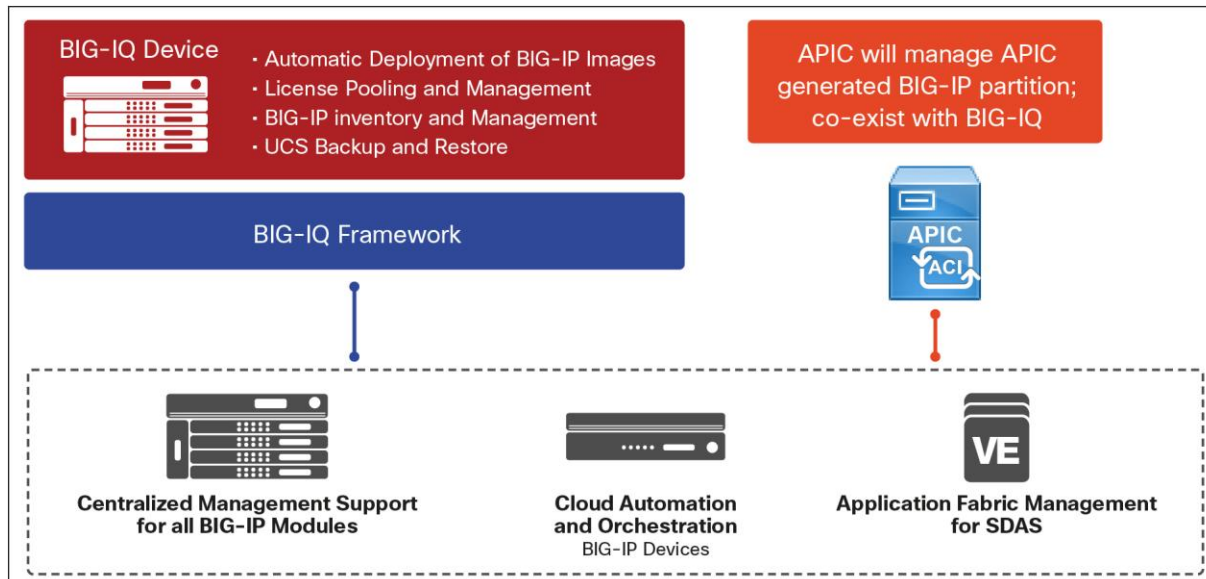 BIG-IQ Device
· Automatic Deployment of BIG-IP Images
· License Pooling and Management
· BIG-IP inventory and Management
· UCS Backup and Restore
APIC will manage APIC
generated BIG-IP partition;
co-exist with BIG-IQ
BIG-IQ Framework
APIC
ACI
VE
Centralized Management Support
for all BIG-IP Modules
Cloud Automation
and Orchestration
BIG-IP Devices
Application Fabric Management
for SDAS